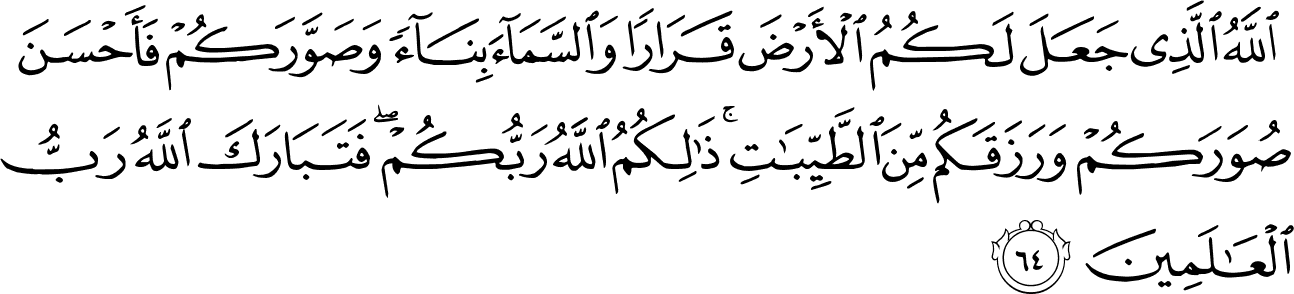 ٱللَّهُ ٱلَّذِى جَعَلَ لَكُمُ ٱلْأَرْضَ قَرَارًا وَٱلسَّمَآءَ بِنَآءً وَصَوَّرَكُمْ فَأَحْسَنَ
صُوَرَكُمْ وَرَزَقَكُم مِّنَ ٱلطَّيِّبَـٰتِ ۚ ذَٰلِكُمُ ٱللَّهُ رَبُّكُمْ ۖ فَتَبَارَكَ ٱللَّهُ رَبُّ
ٱلْعَـٰلَمِينَ ٦٤